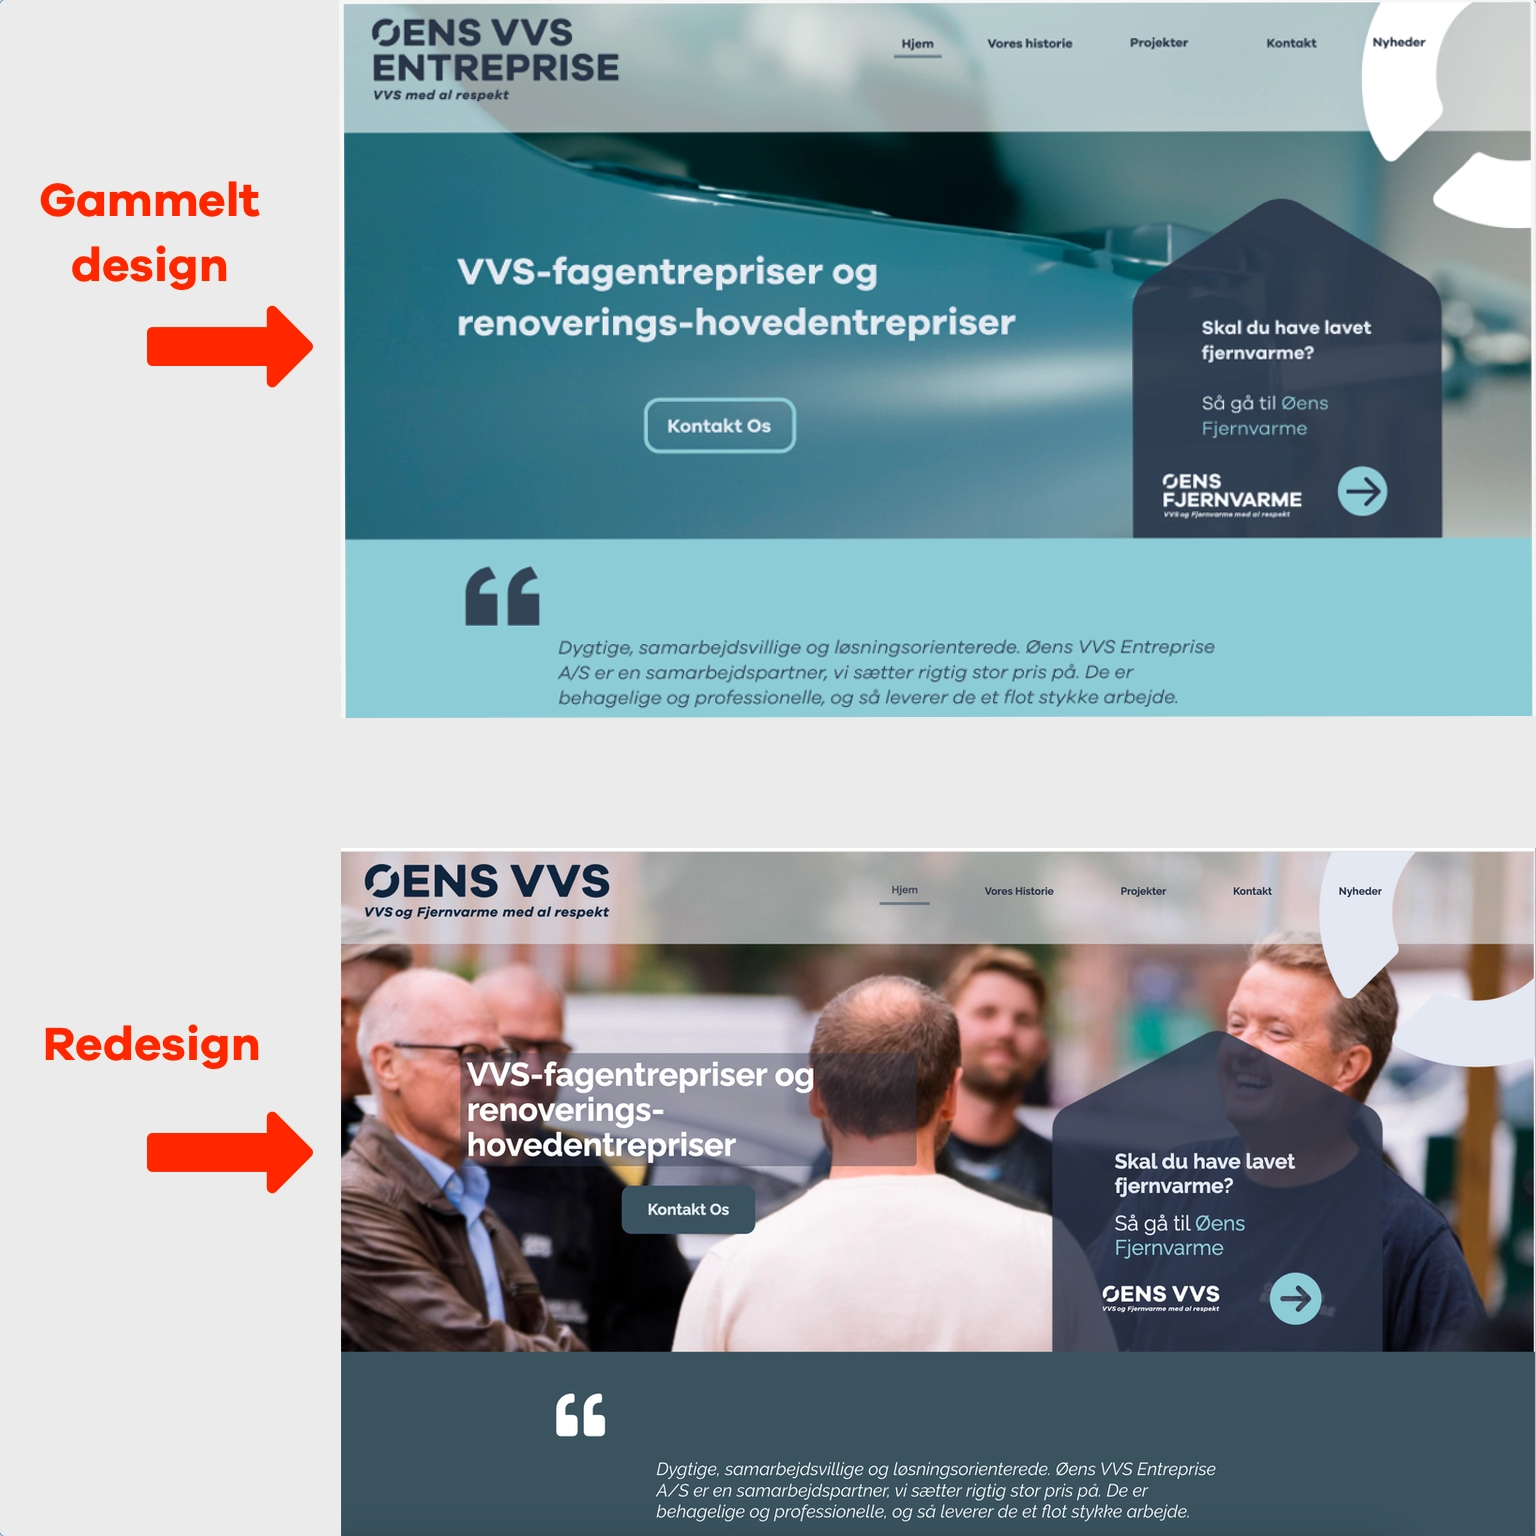 Gammelt
design
ØENS VVS
ENTREPRISE
VVS med al respekt
Hjem Vores historie Projekter Kontakt Nyheder
VVS-fagentrepriser og
renoverings-hovedentrepriser
Kontakt Os
Skal du have lavet
fjernvarme?
Så gå til Øens
Fjernvarme
ØENS
FJERNVARME
VVS og Fjernvarme med al respekt
“
Dygtige, samarbejdsvillige og løsningsorienterede. Øens VVS Entreprise
A/S er en samarbejdspartner, vi sætter rigtig stor pris på. De er
behagelige og professionelle, og så leverer de et flot stykke arbejde.
Redesign
ØENS VVS
VVS og Fjernvarme med al respekt
Hjem Vores Historie Projekter Kontakt Nyheder
VVS-fagentrepriser og
renoverings-
hovedentrepriser
Kontakt Os
Skal du have lavet
fjernvarme?
Så gå til Øens
Fjernvarme
ØENS VVS
VVS og Fjernvarme med al respekt
“
Dygtige, samarbejdsvillige og løsningsorienterede. Øens VVS Entreprise
A/S er en samarbejdspartner, vi sætter rigtig stor pris på. De er
behagelige og professionelle, og så leverer de et flot stykke arbejde.